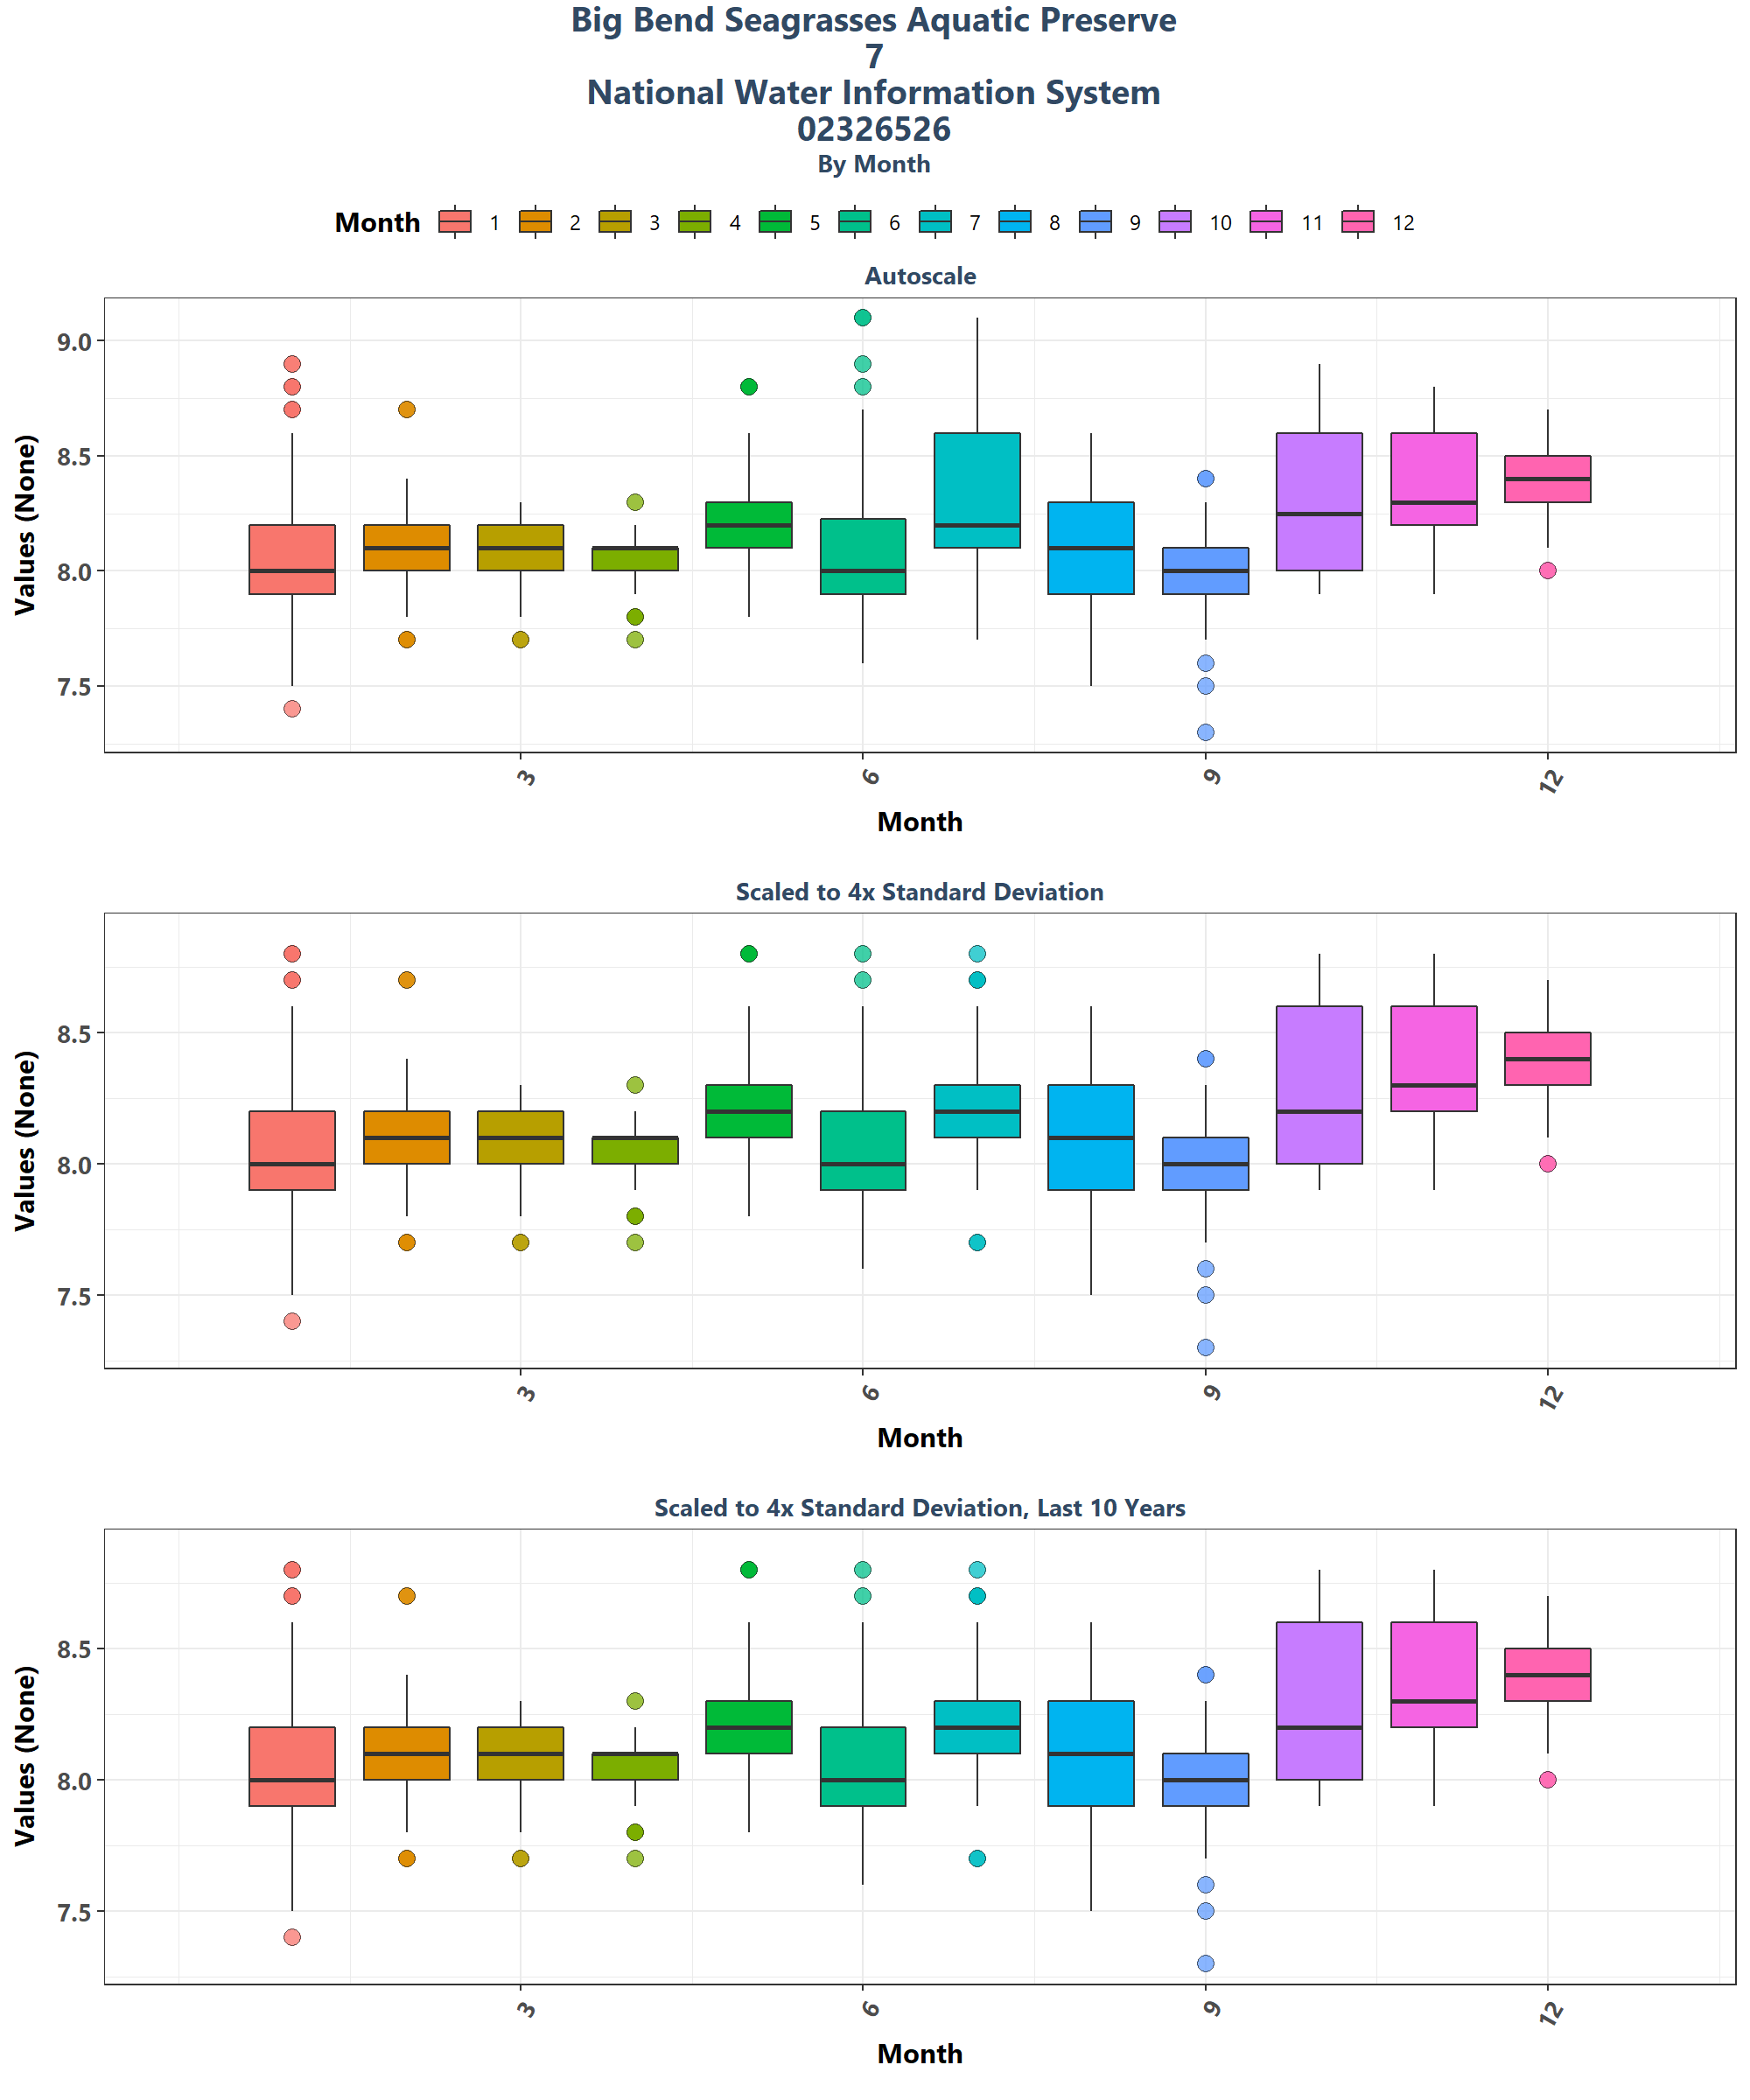 Big Bend Seagrasses Aquatic Preserve
7
National Water Information System
02326526
By Month
Month 1 2 3 4 5 6 7 8 9 10 11 12
Autoscale
Values (None)
9.0
8.5
8.0
7.5
3 6 9 12
Month
Scaled to 4x Standard Deviation
Values (None)
8.5
8.0
7.5
3 6 9 12
Month
Scaled to 4x Standard Deviation, Last 10 Years
Values (None)
8.5
8.0
7.5
3 6 9 12
Month